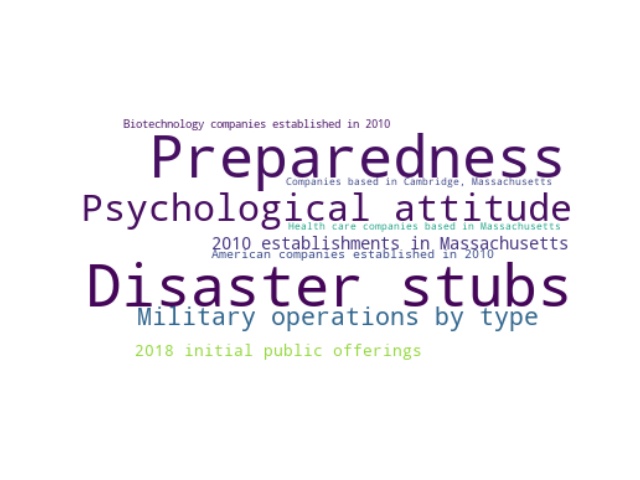 Biotechnology companies established in 2010
Preparedness
Companies based in Cambridge, Massachusetts
Psychological attitude
Health care companies based in Massachusetts
2010 establishments in Massachusetts
American companies established in 2010
Disaster stubs
Military operations by type
2018 initial public offerings